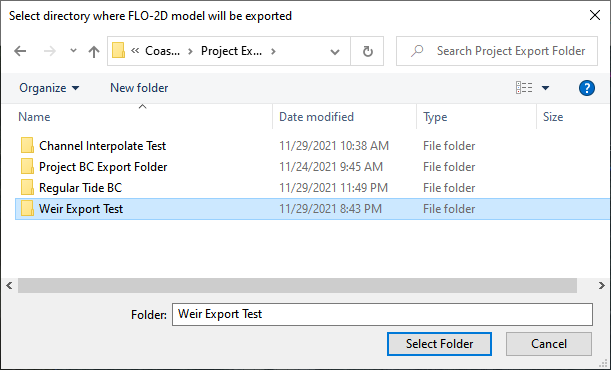 Select directory where FLO-2D model will be exported
« Coas... › Project Ex... ›
Search Project Export Folder
Organize New folder
Name Date modified Type Size
Channel Interpolate Test 11/29/2021 10:38 AM File folder
Project BC Export Folder 11/24/2021 9:45 AM File folder
Regular Tide BC 11/29/2021 11:49 PM File folder
Weir Export Test 11/29/2021 8:43 PM File folder
Folder: Weir Export Test
Select Folder Cancel